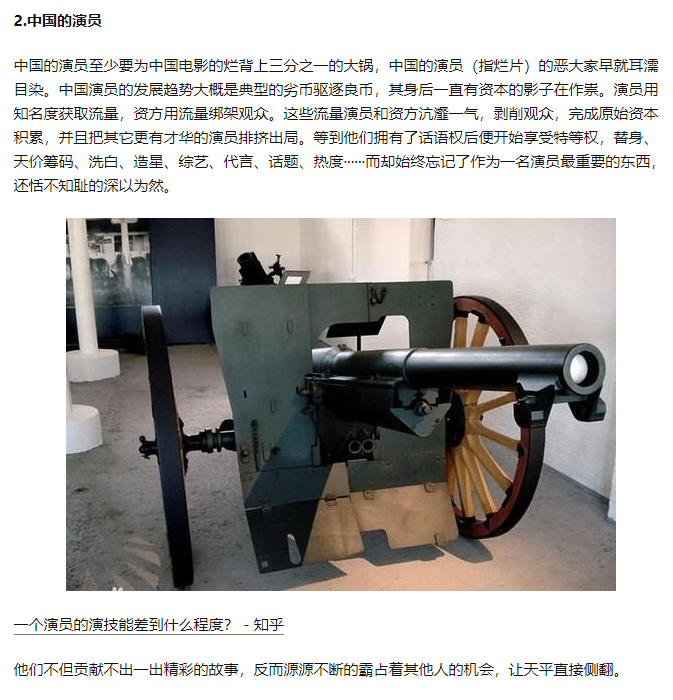 2.中国的演员
中国的演员至少要为中国电影的烂背上三分之一的大锅，中国的演员（指烂片）的恶大家早就耳濡
目染。中国演员的发展趋势大概是典型的劣币驱逐良币，其身后一直有资本的影子在作祟。演员用
知名度获取流量，资方用流量绑架观众。这些流量演员和资方沆瀣一气，剥削观众，完成原始资本
积累，并且把其它更有才华的演员排挤出局。等到他们拥有了话语权后便开始享受特等权，替身、
天价筹码、洗白、造星、综艺、代言、话题、热度······而却始终忘记了作为一名演员最重要的东西，
还恬不知耻的深以为然。
一个演员的演技能差到什么程度？ - 知乎
他们不但贡献不出一出精彩的故事，反而源源不断的霸占着其他人的机会，让天平直接侧翻。